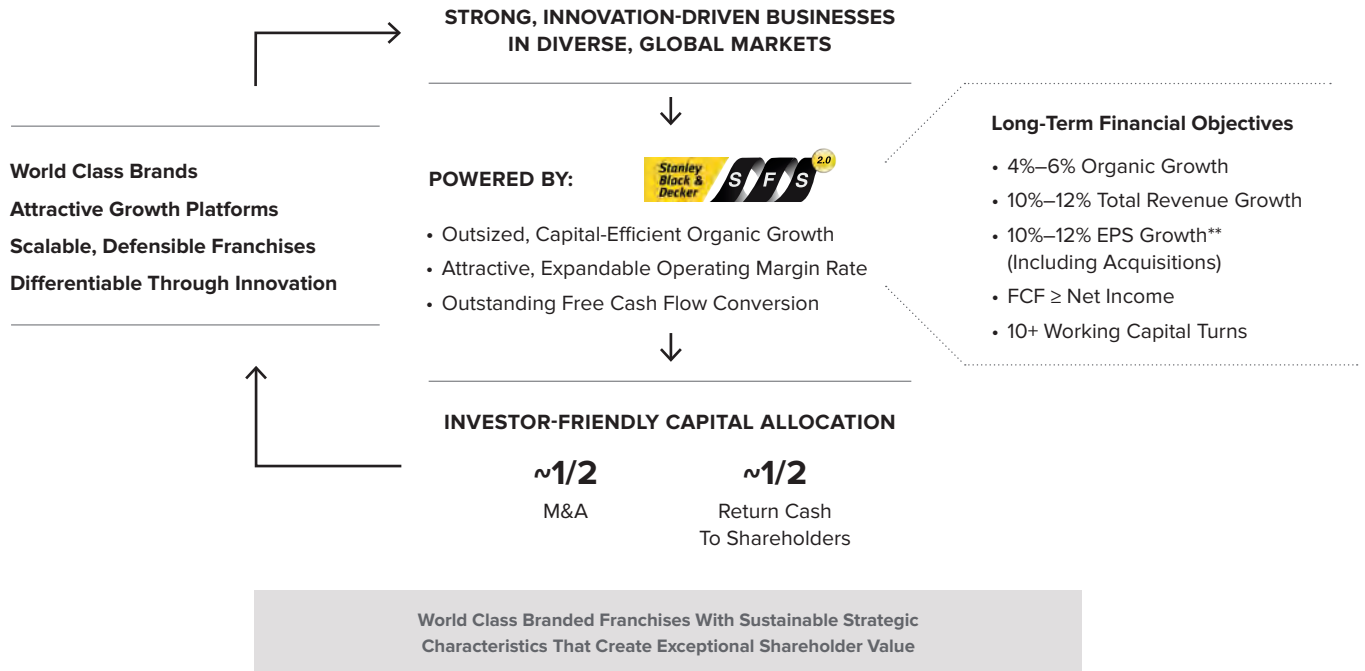 STRONG, INNOVATION-DRIVEN BUSINESSES
IN DIVERSE, GLOBAL MARKETS
World Class Brands
Attractive Growth Platforms
Scalable, Defensible Franchises
Differentiable Through Innovation
POWERED BY:
Stanley
Black &
Decker
S F S
2.0
• Outsized, Capital-Efficient Organic Growth
• Attractive, Expandable Operating Margin Rate
• Outstanding Free Cash Flow Conversion
Long-Term Financial Objectives
• 4%–6% Organic Growth
• 10%–12% Total Revenue Growth
• 10%–12% EPS Growth**
(Including Acquisitions)
• FCF ≥ Net Income
• 10+ Working Capital Turns
INVESTOR-FRIENDLY CAPITAL ALLOCATION
~1/2
M&A
~1/2
Return Cash
To Shareholders
World Class Branded Franchises With Sustainable Strategic
Characteristics That Create Exceptional Shareholder Value